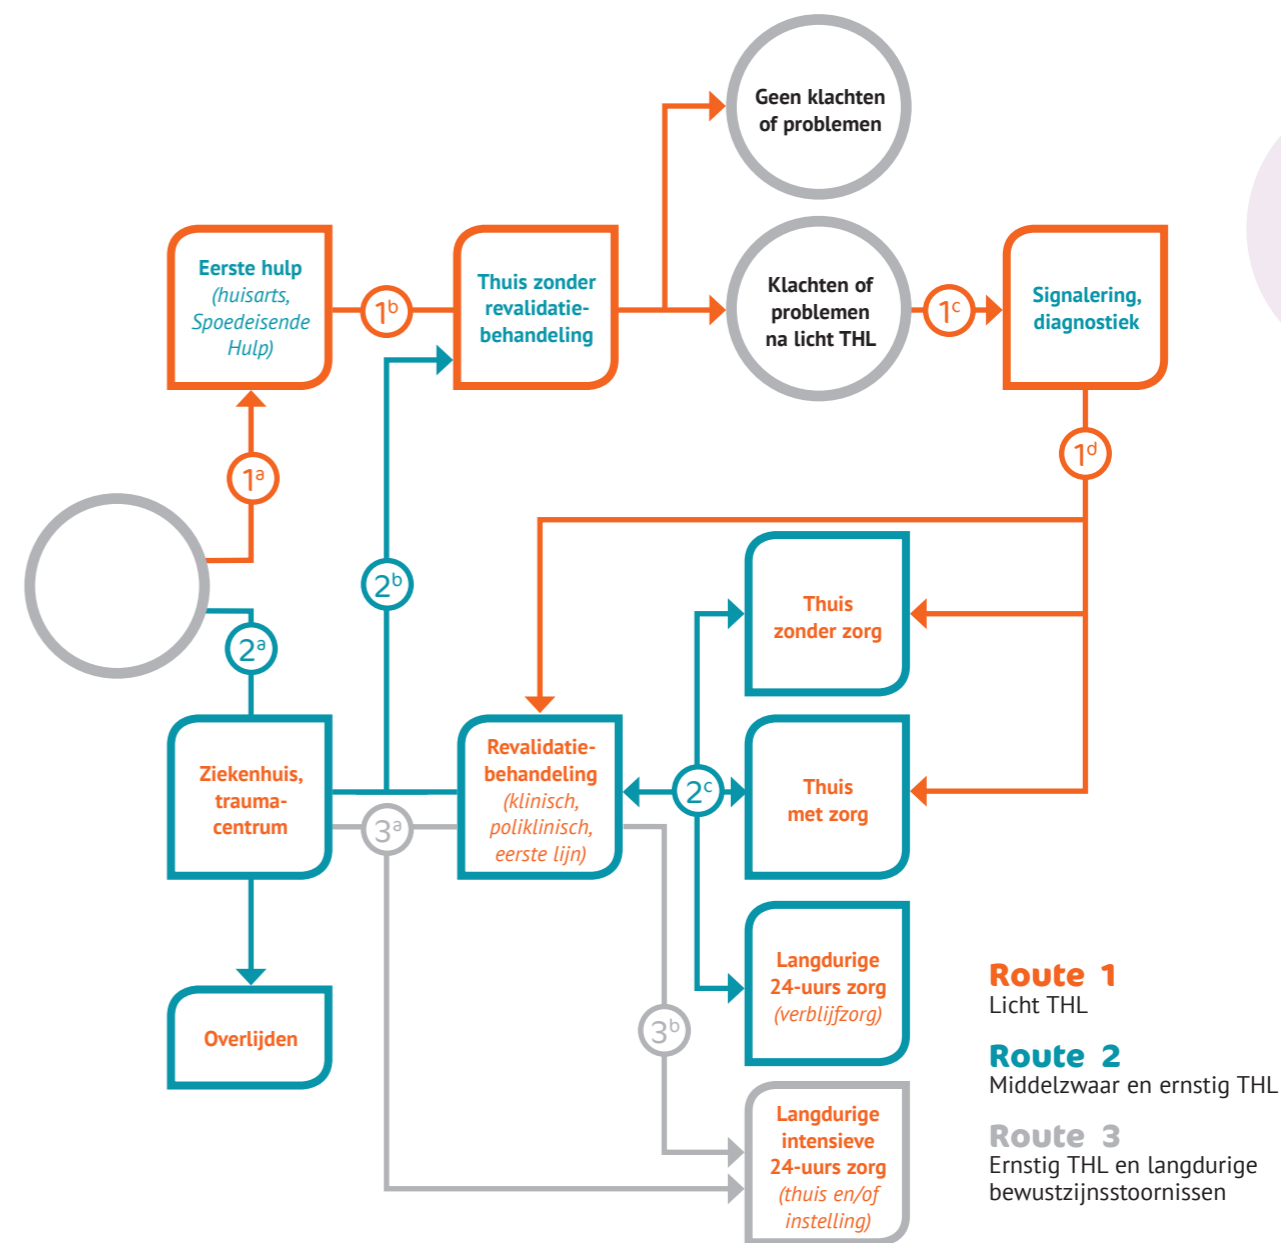 Geen klachten
of problemen
Eerste hulp
(huisarts,
Spoedeisende
Hulp)
1b
Thuis zonder
revalidatie-
behandeling
Klachten of
problemen
na licht THL
1c
Signalering,
diagnostiek
1a
1d
2b
2a
Thuis
zonder zorg
Ziekenhuis,
trauma-
centrum
3a
Revalidatie-
behandeling
(klinisch,
poliklinisch,
eerste lijn)
2c
Thuis
met zorg
Langdurige
24-uurs zorg
(verblijfzorg)
3b
Overlijden
Langdurige
intensieve
24-uurs zorg
(thuis en/of
instelling)
Route 1
Licht THL
Route 2
Middelzwaar en ernstig THL
Route 3
Ernstig THL en langdurige
bewustzijnsstoornissen